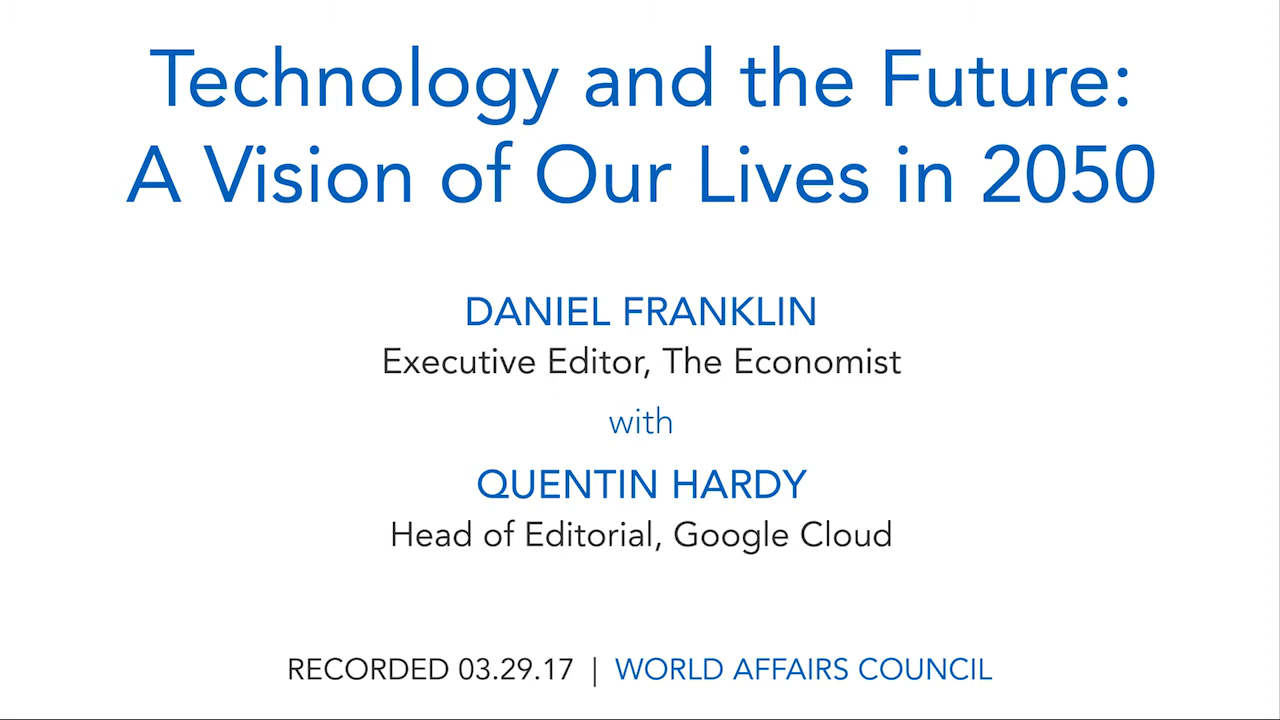 Technology and the Future:
A Vision of Our Lives in 2050
DANIEL FRANKLIN
Executive Editor, The Economist
with
QUENTIN HARDY
Head of Editorial, Google Cloud
RECORDED 03.29.17 | WORLD AFFAIRS COUNCIL